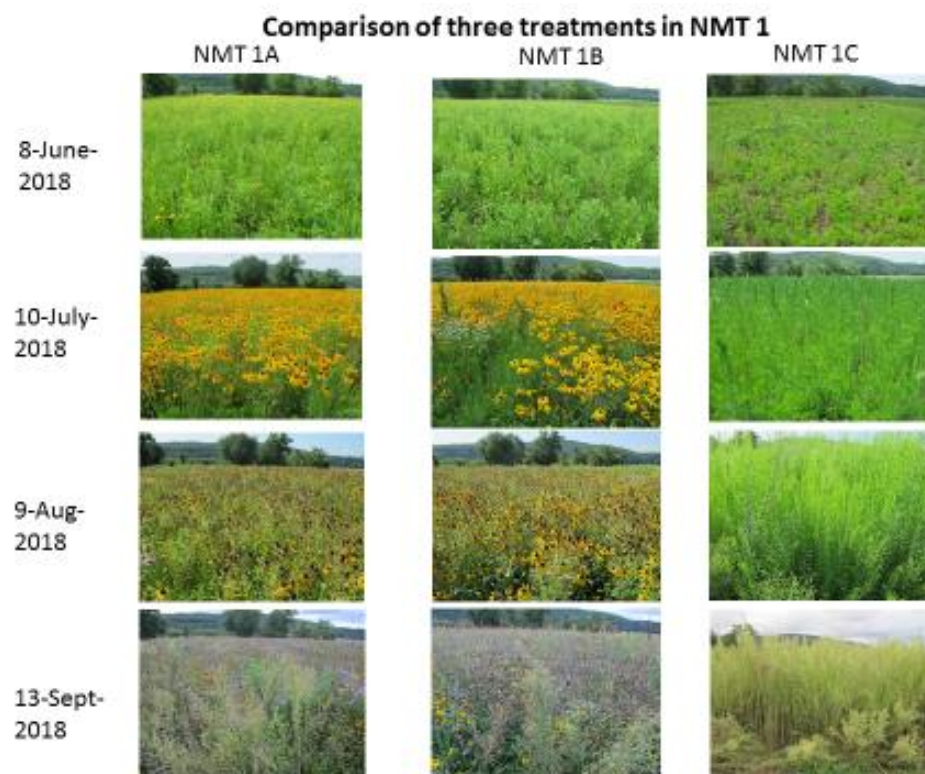 Comparison of three treatments in NMT 1
NMT 1A NMT 1B NMT 1C
8-June-
2018
10-July-
2018
9-Aug-
2018
13-Sept-
2018